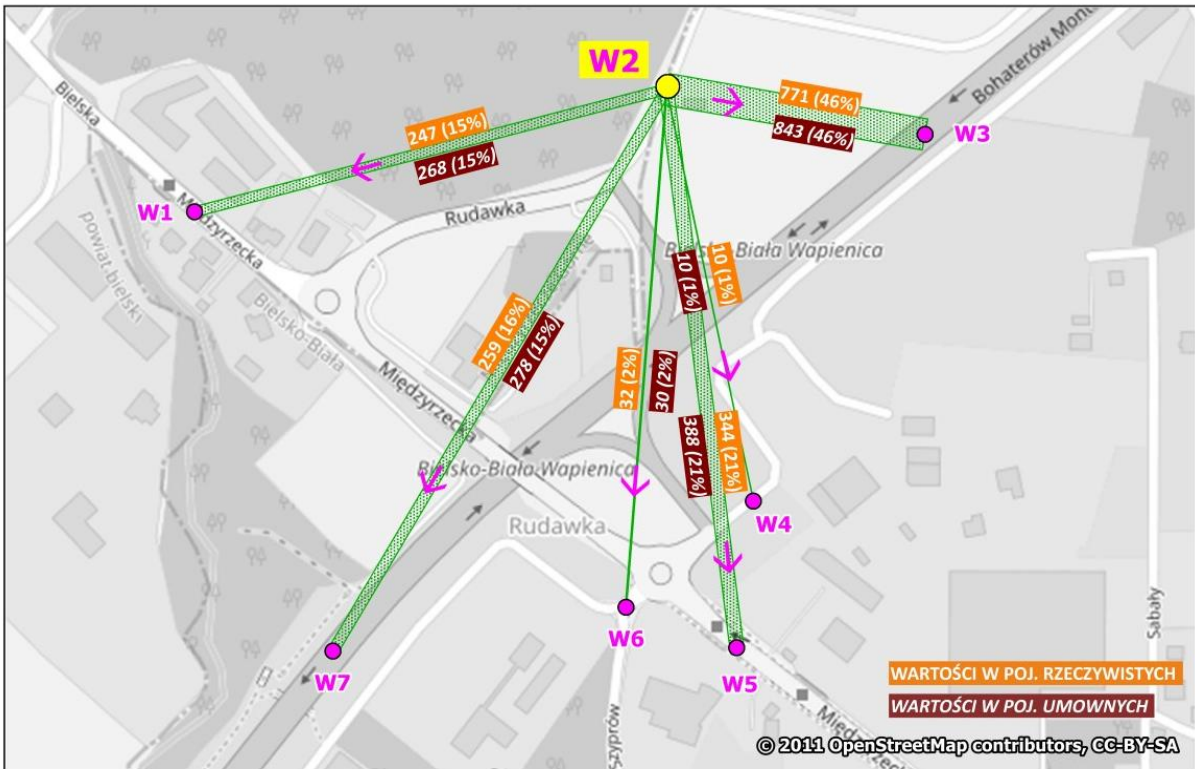 W2
771 (46%)
843 (46%)
W3
Bohaterów Mont
Bielska
247 (15%)
268 (15%)
W1
Międzyrzecka
Rudawka
powiat bielski
Bielsko-Biała
Bielsko-Biała Wapienica
10 (1%)
10 (1%)
259 (16%)
278 (15%)
32 (2%)
30 (2%)
388 (21%)
344 (21%)
Międzyrzecka
Bielsko-Biała Wapienica
Rudawka
W4
W6
W5
W7
Szyprów
Sabały
Międz
WARTOŚCI W POJ. RZECZYWISTYCH
WARTOŚCI W POJ. UMOWNYCH
© 2011 OpenStreetMap contributors, CC-BY-SA